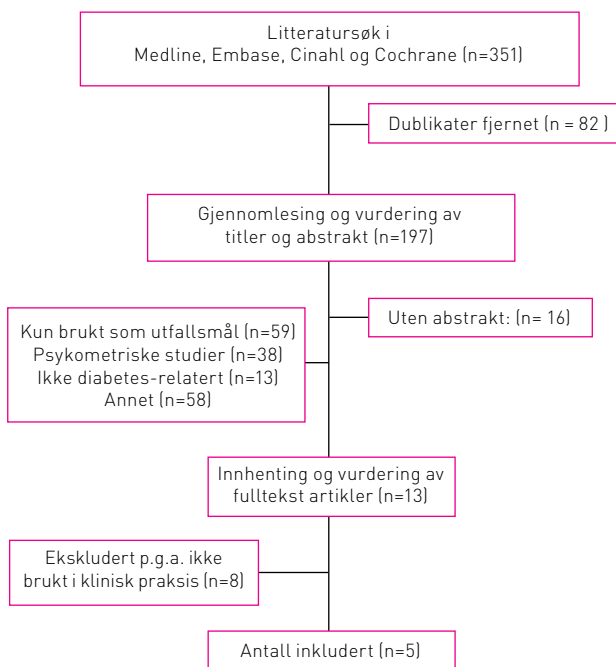 Litteratursøk i
Medline, Embase, Cinahl og Cochrane (n=351)
Dublikater fjernet (n = 82 )
Gjennomlesing og vurdering av
titler og abstrakt (n=197)
Uten abstrakt: (n= 16)
Kun brukt som utfallsmål (n=59)
Psykometriske studier (n=38)
Ikke diabetes-relatert (n=13)
Annet (n=58)
Innhenting og vurdering av
fulltekst artikler (n=13)
Ekskludert p.g.a. ikke
brukt i klinisk praksis (n=8)
Antall inkludert (n=5)